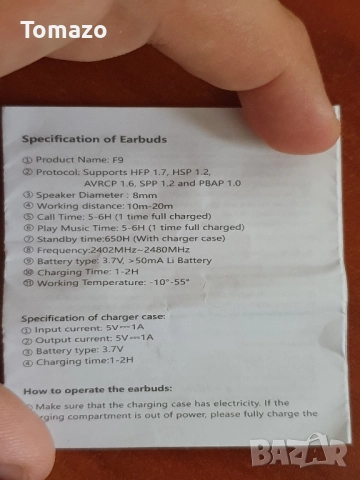 Tomazo
Specification of Earbuds
① Product Name: F9
② Protocol: Supports HFP 1.7, HSP 1.2,
AVRCP 1.6, SPP 1.2 and PBAP 1.0
③ Speaker Diameter : 8mm
④ Working distance: 10m-20m
⑤ Call Time: 5-6H (1 time full charged)
⑥ Play Music Time: 5-6H (1 time full charged)
⑦ Standby time:650H (With charger case)
⑧ Frequency:2402MHz~2480MHz
⑨ Battery type: 3.7V, >50mA Li Battery
⑩ Charging Time: 1-2H
⑪ Working Temperature: -10°-55°
Specification of charger case:
① Input current: 5V⎓1A
② Output current: 5V⎓1A
③ Battery type: 3.7V
④ Charging time:1-2H
How to operate the earbuds:
Make sure that the charging case has electricity. If the
compartment is out of power, please fully charge the
BAZAR